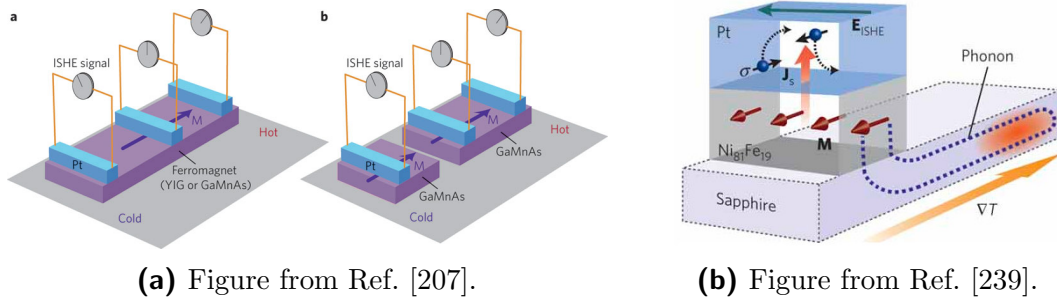 a
ISHE signal
M
Pt
Hot
Ferromagnet
(YIG or GaMnAs)
Cold
b
ISHE signal
M
Hot
GaMnAs
Pt
M
GaMnAs
Cold
(a) Figure from Ref. [207].
Pt
E_ISHE
σ
J_s
Phonon
M
Ni81Fe19
Sapphire
∇T
(b) Figure from Ref. [239].